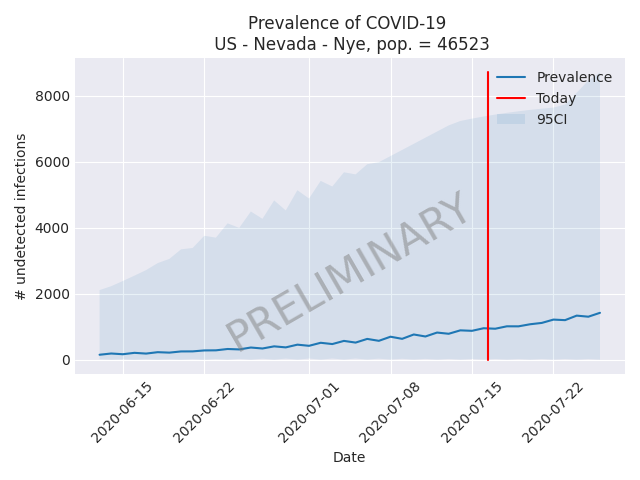 Prevalence of COVID-19
US - Nevada - Nye, pop. = 46523
Prevalence
Today
95CI
8000
6000
4000
2000
0
# undetected infections
PRELIMINARY
2020-06-15
2020-06-22
2020-07-01
2020-07-08
2020-07-15
2020-07-22
Date